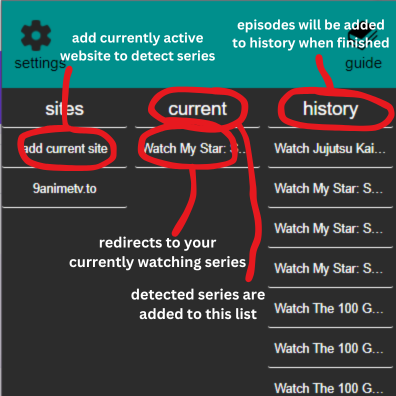 add currently active
website to detect series
episodes will be added
to history when finished
settings
guide
sites
current
history
add current site
9animetv.to
Watch My Star: S...
Watch Jujutsu Kai...
Watch My Star: S...
Watch My Star: S...
Watch My Star: S...
Watch The 100 G...
Watch The 100 G...
Watch The 100 G...
redirects to your
currently watching series
detected series are
added to this list